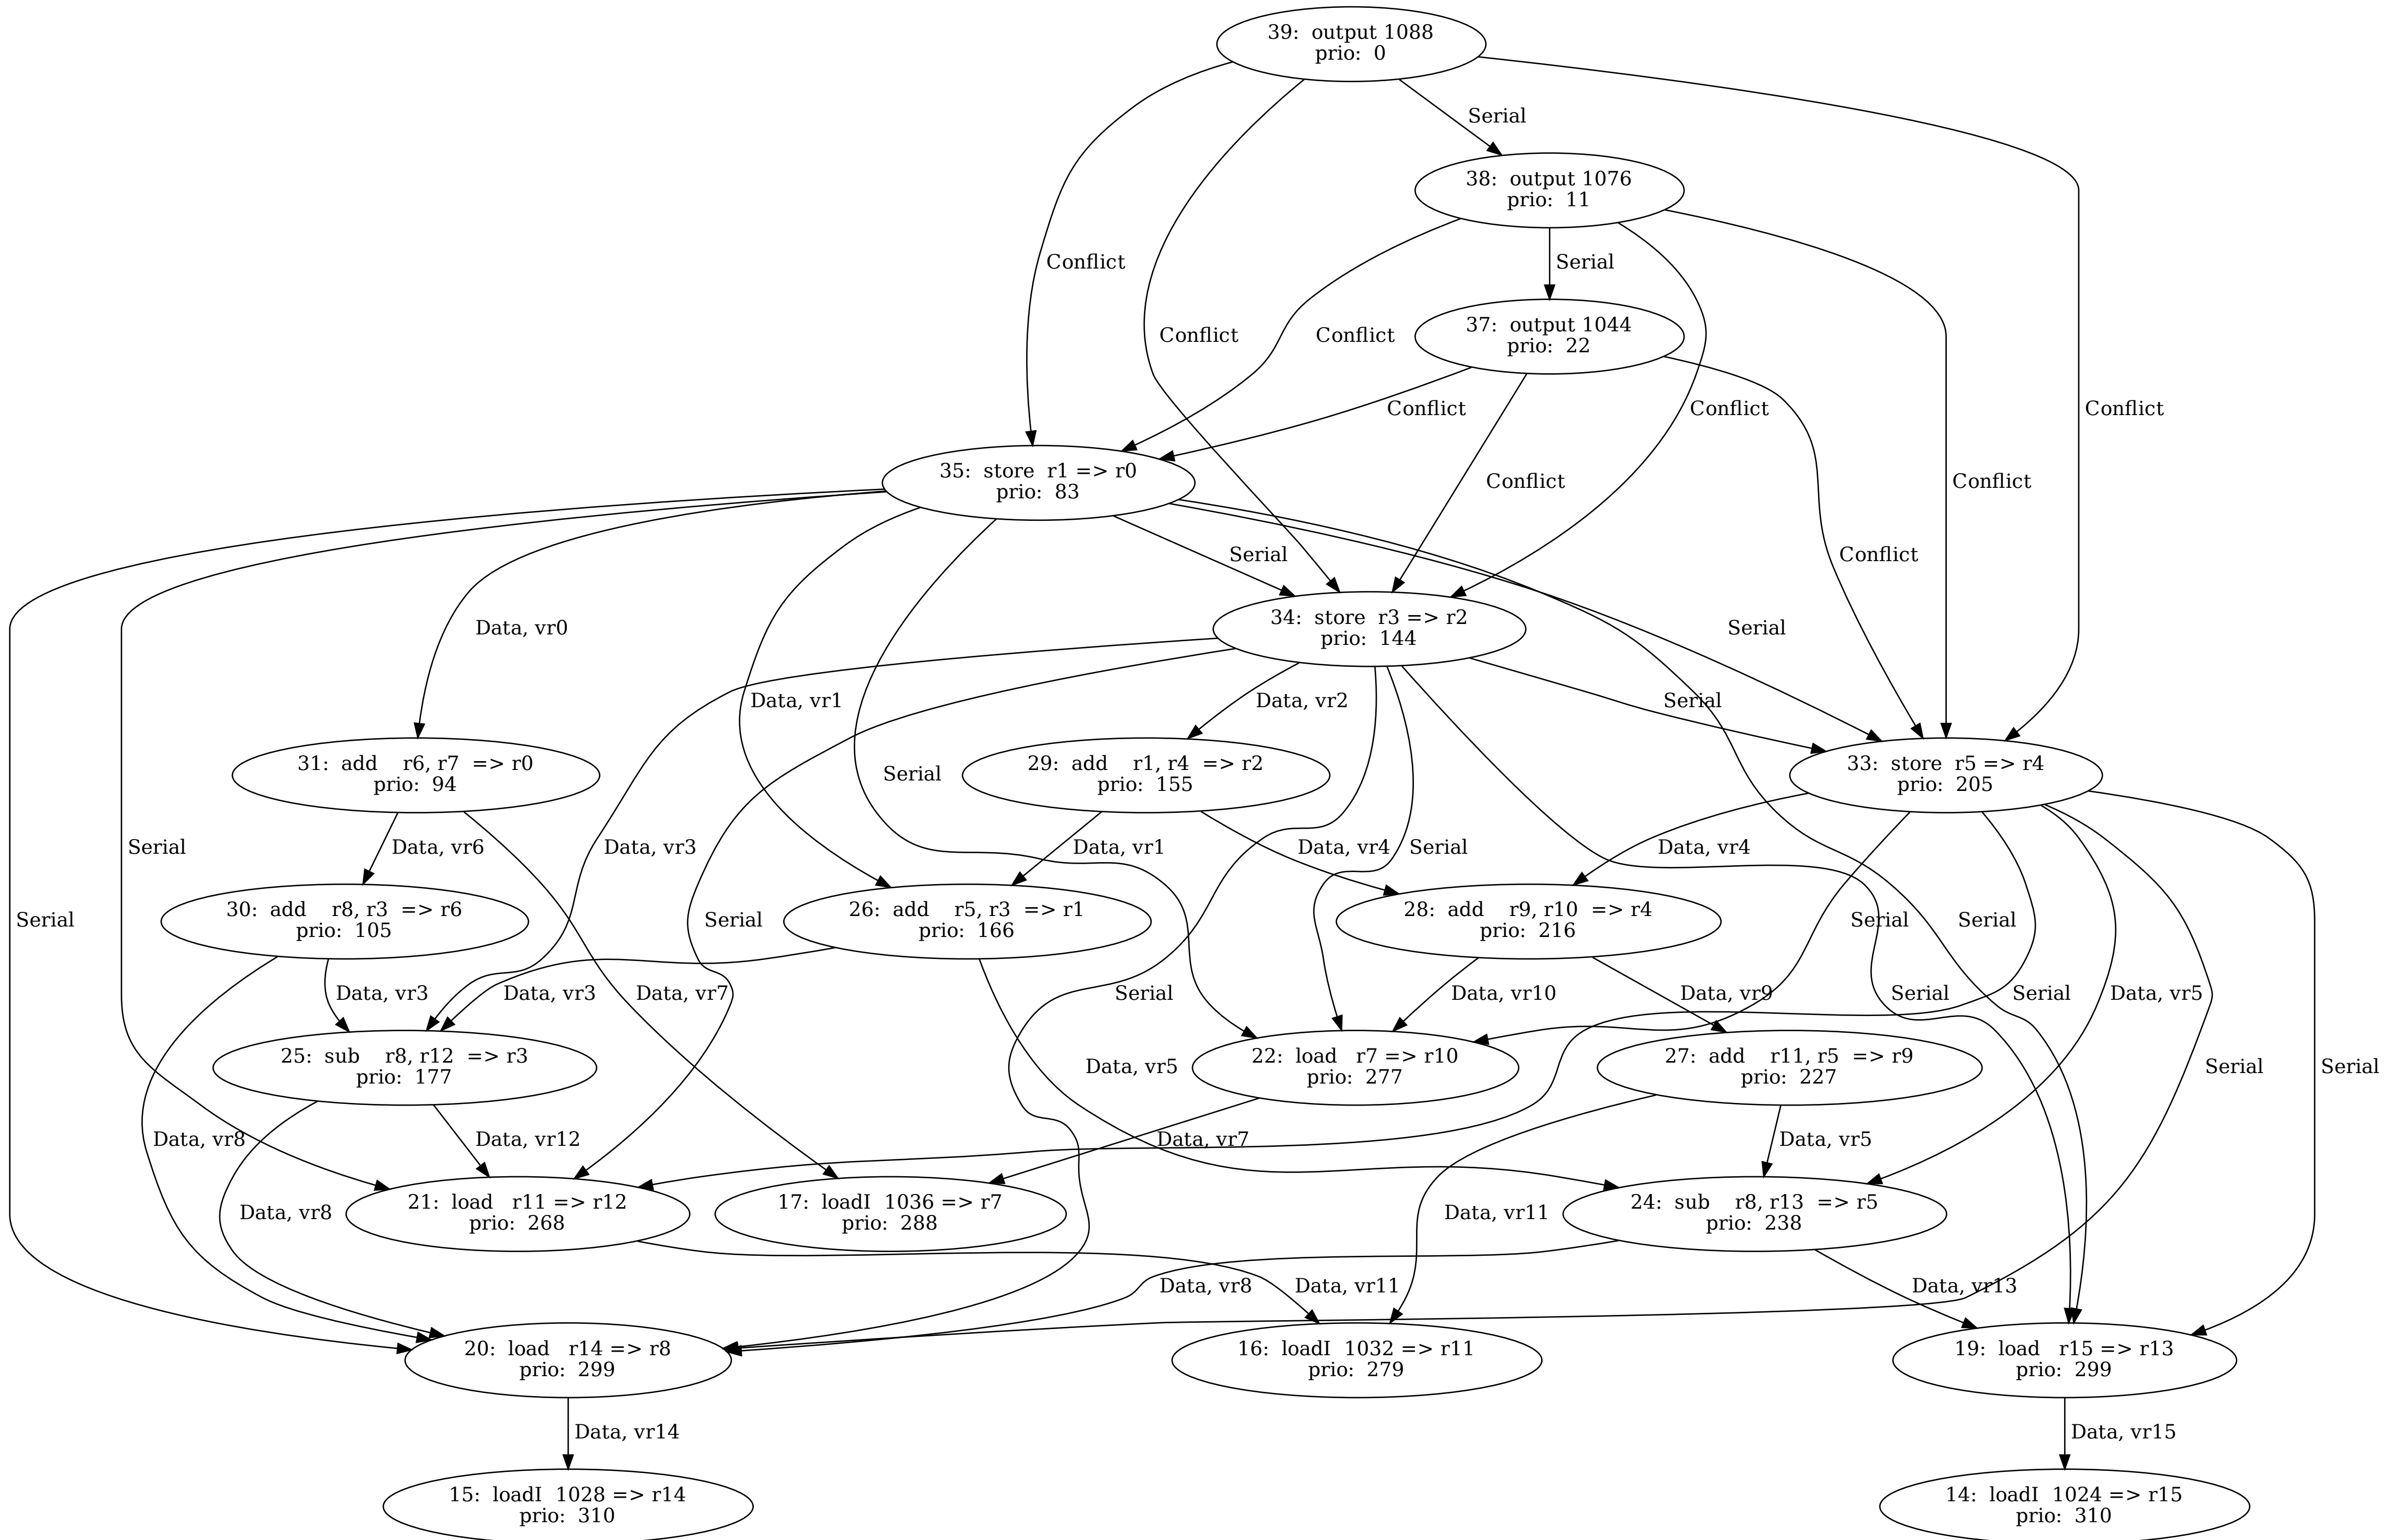 39:  output 1088
prio:  0
Serial
38:  output 1076
prio:  11
Conflict
Serial
37:  output 1044
prio:  22
Conflict
Conflict
Conflict
Conflict
Conflict
35:  store  r1 => r0
prio:  83
Conflict
Conflict
Serial
Conflict
34:  store  r3 => r2
prio:  144
Data, vr0
Serial
Data, vr1
Data, vr2
Serial
31:  add    r6, r7  => r0
prio:  94
Serial
29:  add    r1, r4  => r2
prio:  155
33:  store  r5 => r4
prio:  205
Serial
Data, vr6
Data, vr3
Data, vr1
Data, vr4
Serial
Data, vr4
Serial
30:  add    r8, r3  => r6
prio:  105
Serial
26:  add    r5, r3  => r1
prio:  166
28:  add    r9, r10  => r4
prio:  216
Serial
Serial
Data, vr3
Data, vr3
Data, vr7
Serial
Data, vr10
Data, vr9
Serial
Serial
Data, vr5
25:  sub    r8, r12  => r3
prio:  177
Data, vr5
22:  load   r7 => r10
prio:  277
27:  add    r11, r5  => r9
prio:  227
Serial
Serial
Data, vr8
Data, vr12
Data, vr7
Data, vr5
Data, vr8
21:  load   r11 => r12
prio:  268
17:  loadI  1036 => r7
prio:  288
Data, vr11
24:  sub    r8, r13  => r5
prio:  238
Data, vr8
Data, vr11
Data, vr13
20:  load   r14 => r8
prio:  299
16:  loadI  1032 => r11
prio:  279
19:  load   r15 => r13
prio:  299
Data, vr14
Data, vr15
15:  loadI  1028 => r14
prio:  310
14:  loadI  1024 => r15
prio:  310